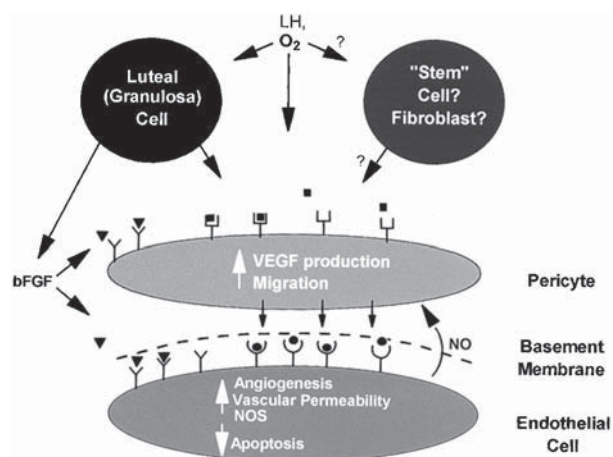 LH,
O2
?
Luteal
(Granulosa)
Cell
"Stem"
Cell?
Fibroblast?
?
bFGF
VEGF production
Migration
Pericyte
NO
Basement
Membrane
Angiogenesis
Vascular Permeability
NOS
Apoptosis
Endothelial
Cell